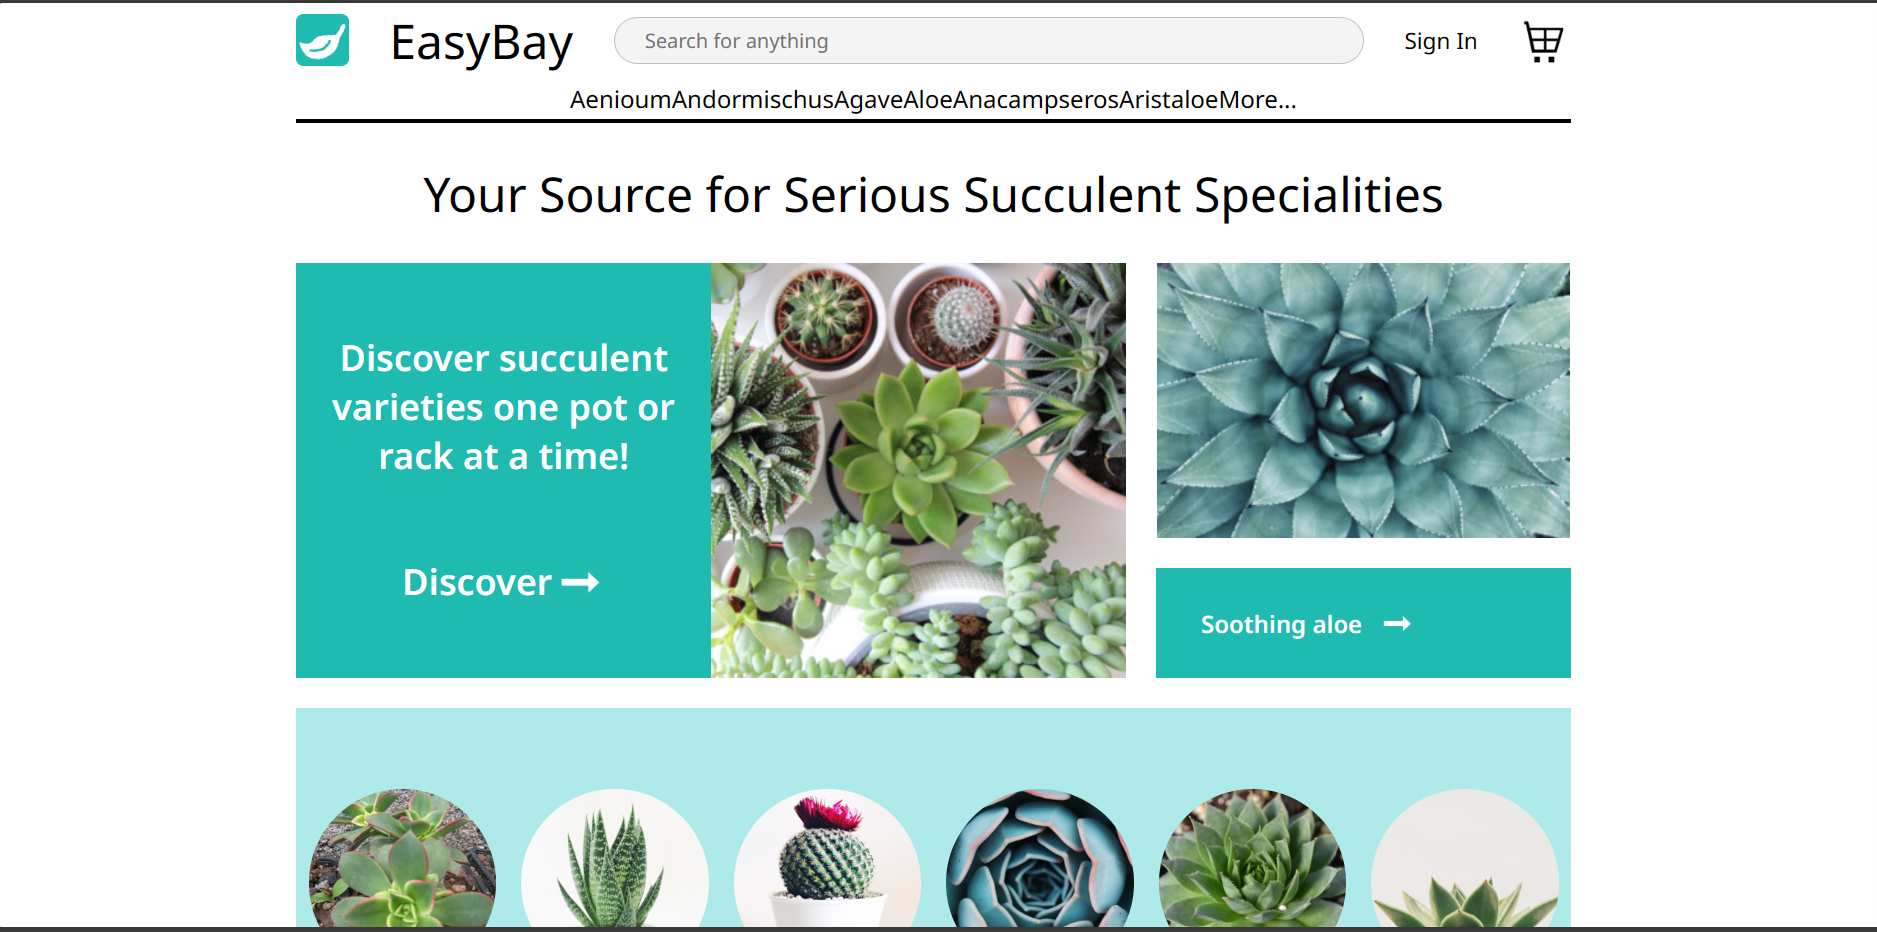 EasyBay
Search for anything
Sign In
AenioumAndormischusAgaveAloeAnacampserosAristaloeMore...
Your Source for Serious Succulent Specialities
Discover succulent
varieties one pot or
rack at a time!
Discover
Soothing aloe